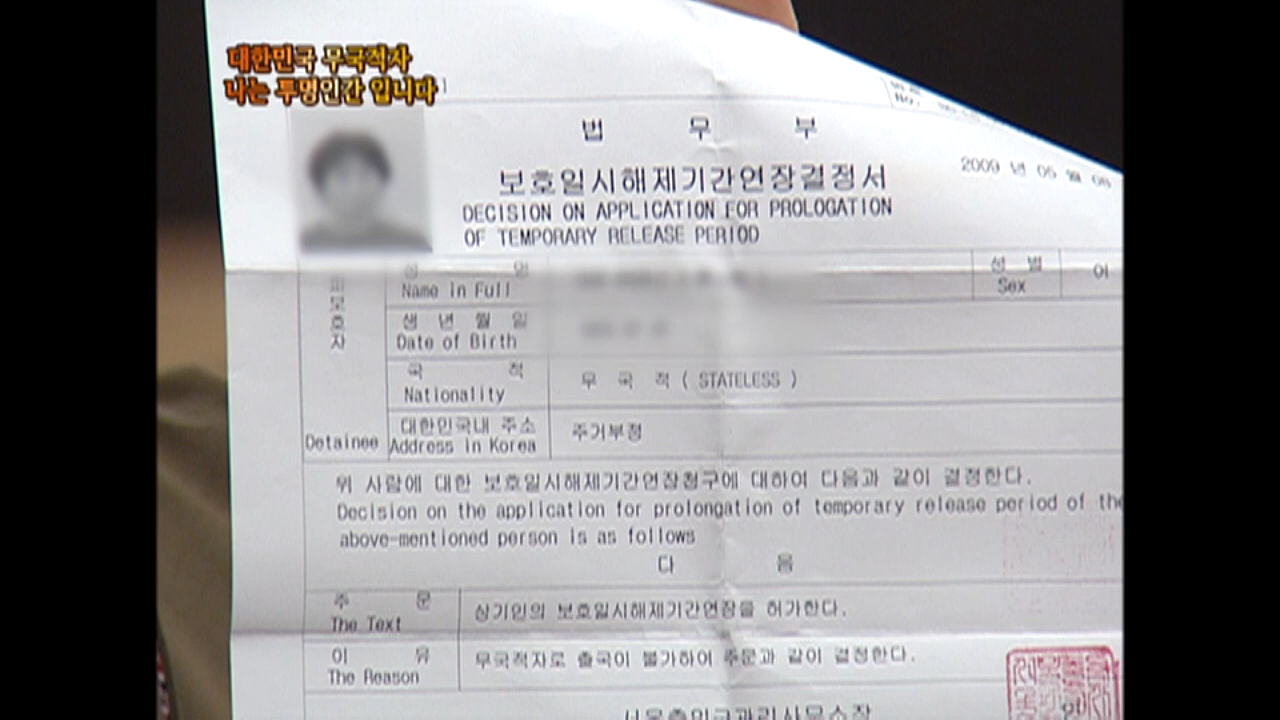 대한민국 무국적자
나는 투명인간 입니다
No.
법 무 부
2009 년 05 월
보호일시해제기간연장결정서
DECISION ON APPLICATION FOR PROLOGATION
OF TEMPORARY RELEASE PERIOD
피보호자
Detainee
성 명
Name in Full
성 별
Sex
생 년 월 일
Date of Birth
국 적
Nationality
무 국 적 ( STATELESS )
대한민국내 주소
Address in Korea
주거부정
위 사람에 대한 보호일시해제기간연장청구에 대하여 다음과 같이 결정한다.
Decision on the application for prolongation of temporary release period of the
above-mentioned person is as follows
다 음
주 문
The Text
상기인의 보호일시해제기간연장을 허가한다.
이 유
The Reason
무국적자로 출국이 불가하여 주문과 같이 결정한다.
서울출입국관리사무소장